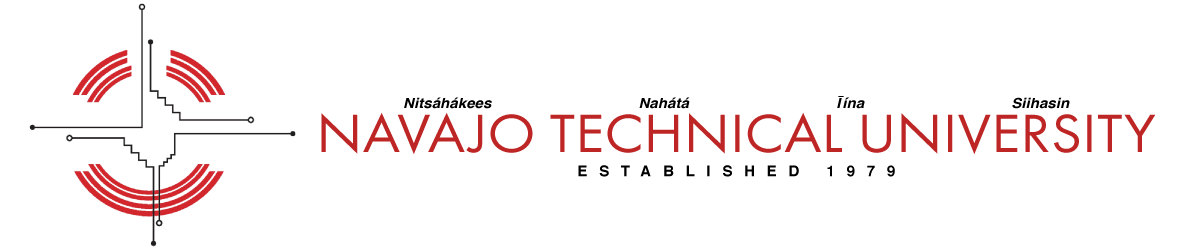 Nitsáhákees Nahátá Īína Siihasin
NAVAJO TECHNICAL UNIVERSITY
ESTABLISHED 1979